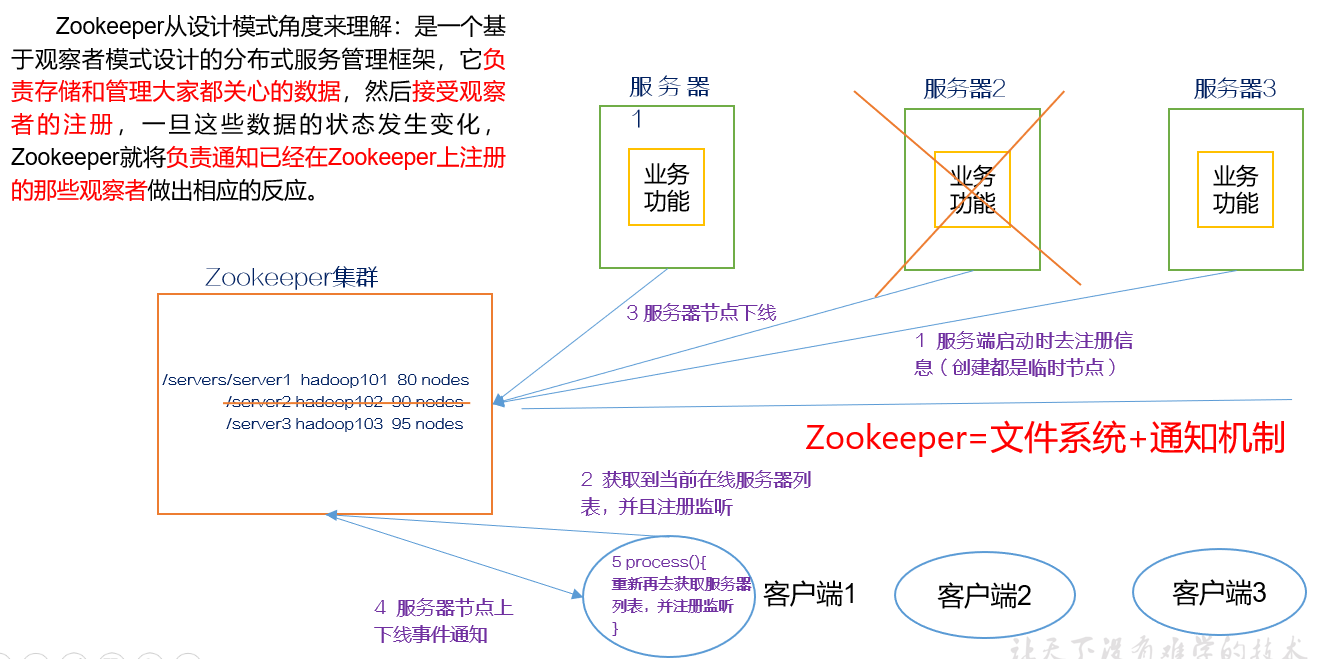 Zookeeper从设计模式角度来理解：是一个基
于观察者模式设计的分布式服务管理框架，它负
责存储和管理大家都关心的数据，然后接受观察
者的注册，一旦这些数据的状态发生变化，
Zookeeper就将负责通知已经在Zookeeper上注册
的那些观察者做出相应的反应。
服务器
1
业务
功能
服务器2
业务
功能
服务器3
业务
功能
Zookeeper集群
/servers/server1 hadoop101 80 nodes
/server2 hadoop102 90 nodes
/server3 hadoop103 95 nodes
3 服务器节点下线
1 服务端启动时去注册信
息（创建都是临时节点）
Zookeeper=文件系统+通知机制
2 获取到当前在线服务器列
表，并且注册监听
5 process(){
重新再去获取服务器
列表，并注册监听
}
客户端1
客户端2
客户端3
4 服务器节点上
下线事件通知
让天下没有难学的技术